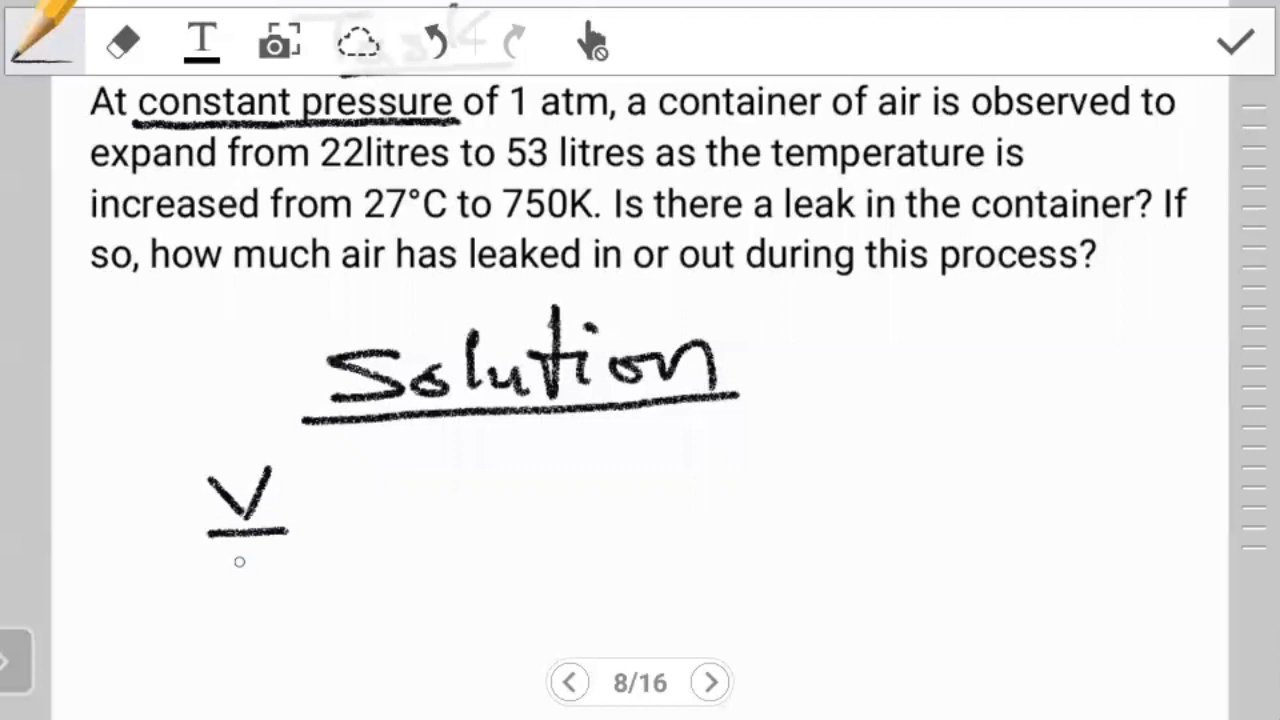 T
Task
At constant pressure of 1 atm, a container of air is observed to
expand from 22litres to 53 litres as the temperature is
increased from 27°C to 750K. Is there a leak in the container? If
so, how much air has leaked in or out during this process?
Solution
V
8/16